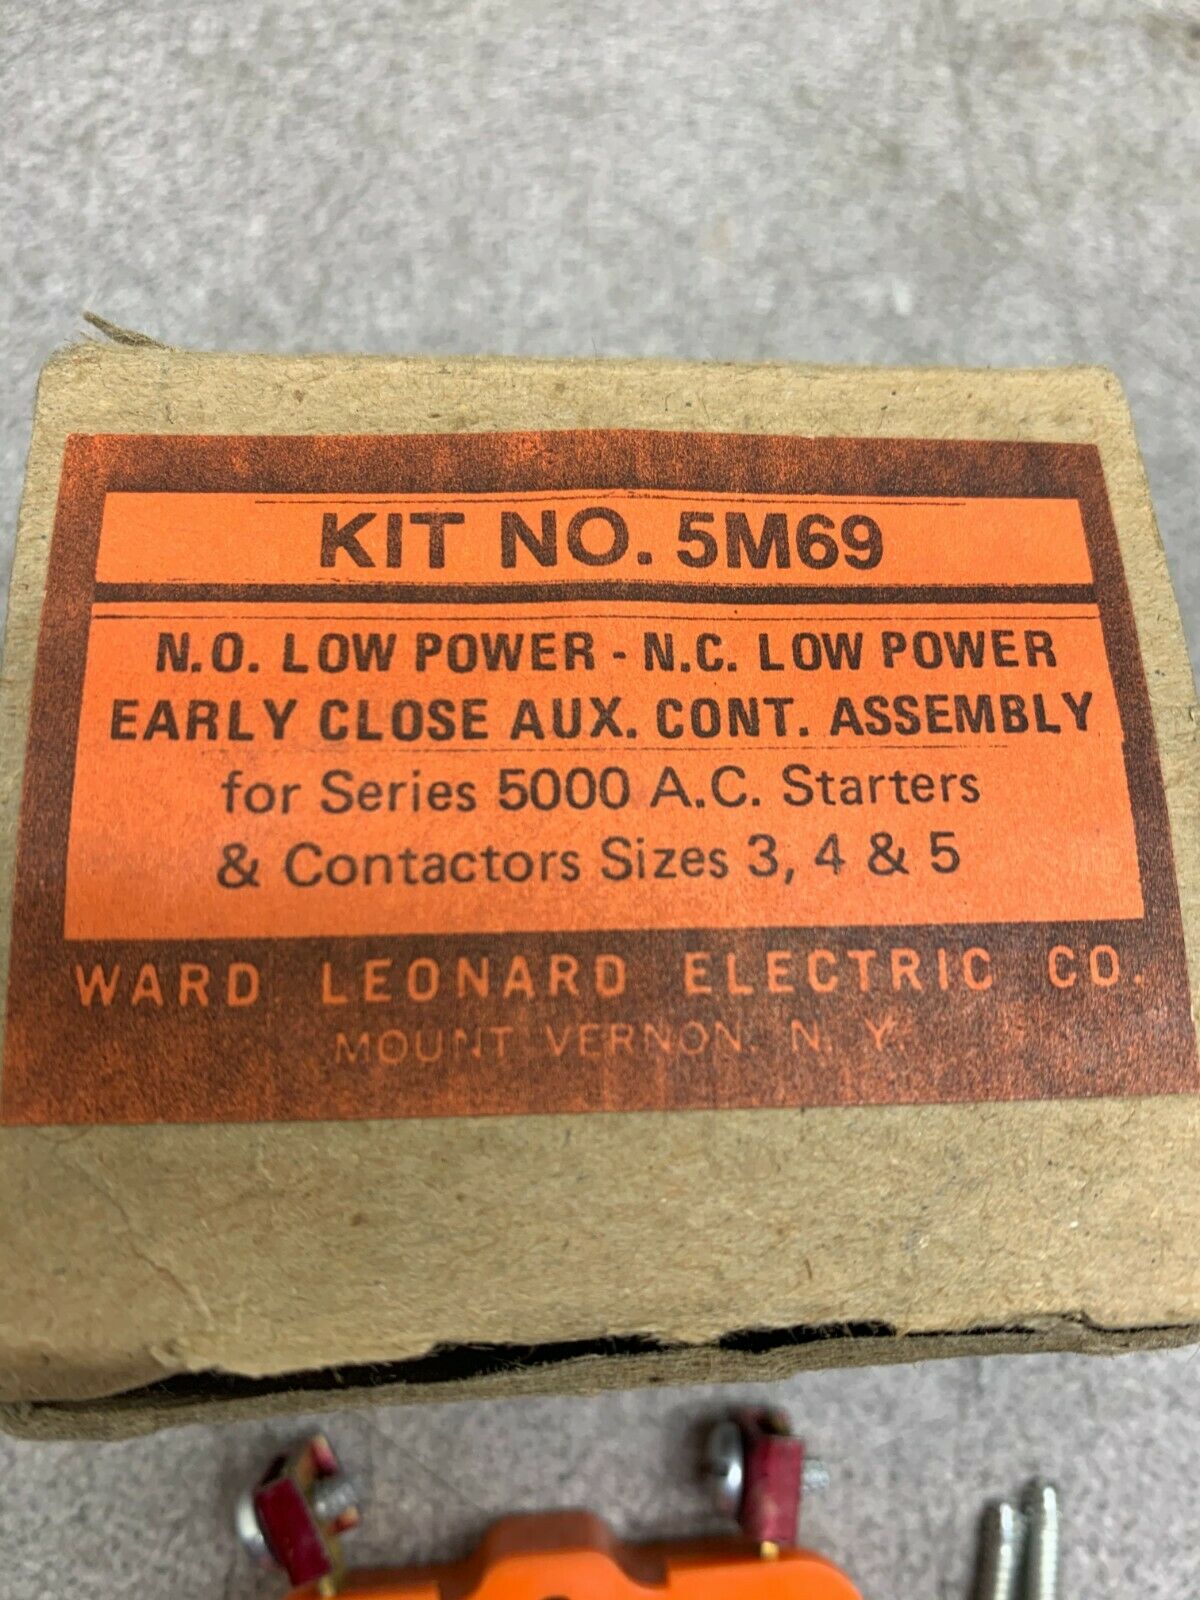 KIT NO. 5M69
N.O. LOW POWER - N.C. LOW POWER
EARLY CLOSE AUX. CONT. ASSEMBLY
for Series 5000 A.C. Starters
& Contactors Sizes 3, 4 & 5
WARD LEONARD ELECTRIC CO.
MOUNT VERNON, N. Y.